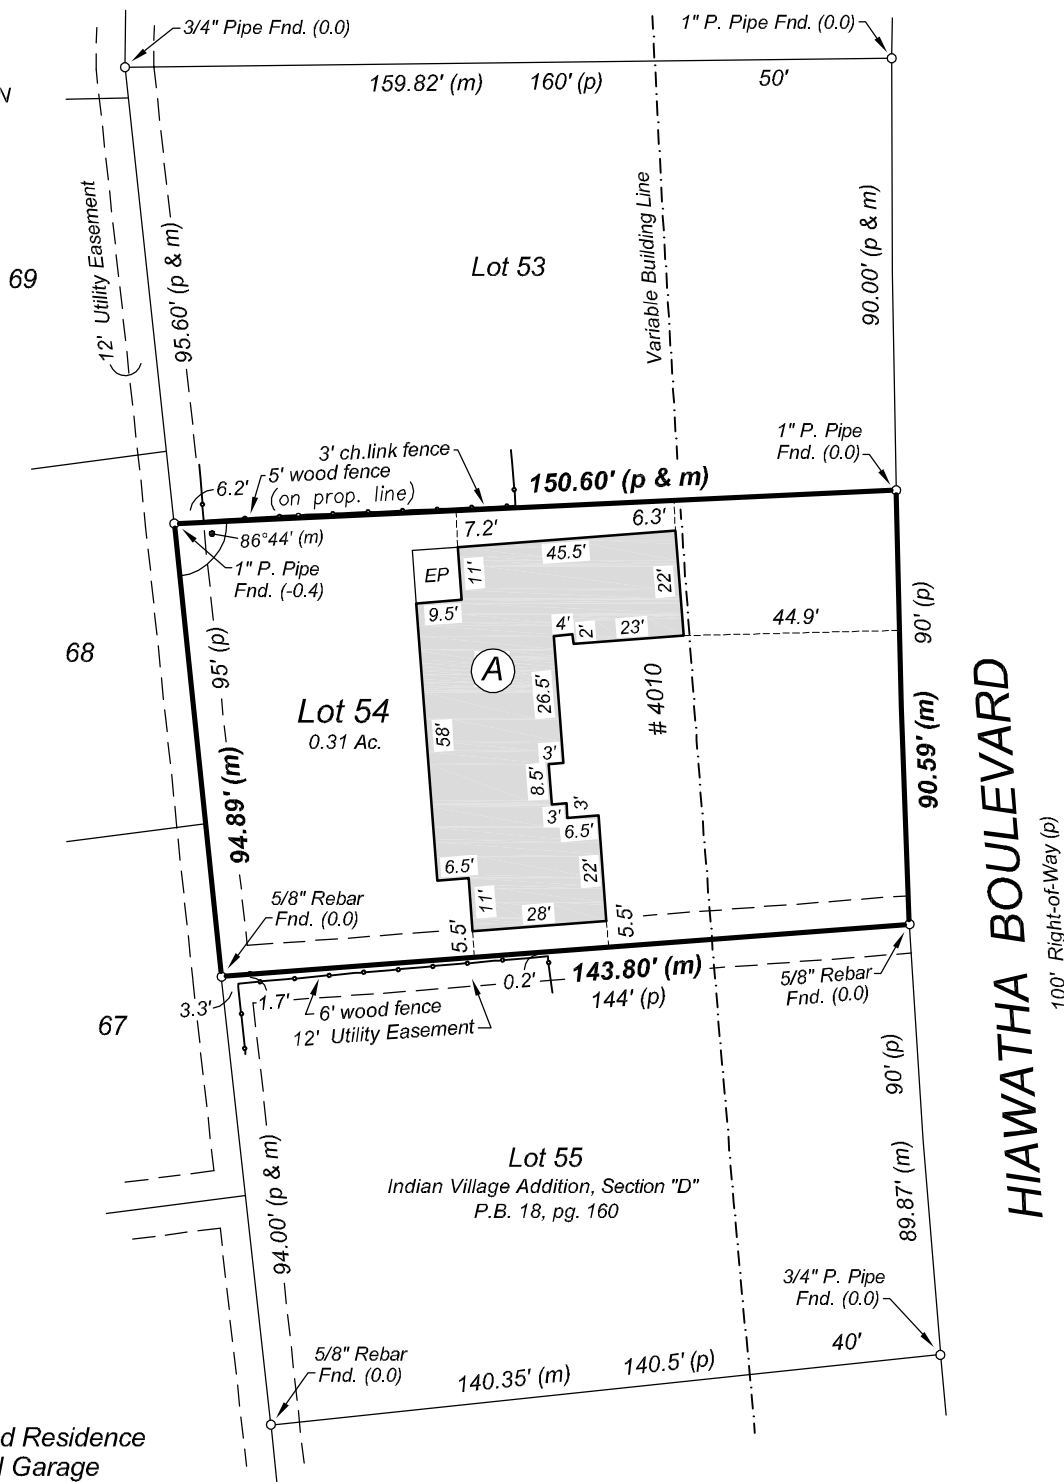 3/4" Pipe Fnd. (0.0)
1" P. Pipe Fnd. (0.0)
159.82' (m)
160' (p)
50'
N
12' Utility Easement
95.60' (p & m)
69
Lot 53
Variable Building Line
90.00' (p & m)
1" P. Pipe
Fnd. (0.0)
3' ch.link fence
5' wood fence
(on prop. line)
6.2'
150.60' (p & m)
86°44' (m)
1" P. Pipe
Fnd. (-0.4)
7.2'
6.3'
45.5'
EP
11'
22'
9.5'
4'
2'
23'
44.9'
90' (p)
68
95' (p)
A
Lot 54
0.31 Ac.
26.5'
# 4010
58'
3'
8.5'
3'
3'
6.5'
94.89' (m)
90.59' (m)
HIAWATHA BOULEVARD
100' Right-of-Way (p)
6.5'
22'
11'
28'
5.5'
5.5'
5/8" Rebar
Fnd. (0.0)
143.80' (m)
144' (p)
0.2'
5/8" Rebar
Fnd. (0.0)
3.3'
1.7'
6' wood fence
12' Utility Easement
67
90' (p)
89.87' (m)
Lot 55
Indian Village Addition, Section "D"
P.B. 18, pg. 160
94.00' (p & m)
3/4" P. Pipe
Fnd. (0.0)
5/8" Rebar
Fnd. (0.0)
140.35' (m)
140.5' (p)
40'
d Residence
l Garage